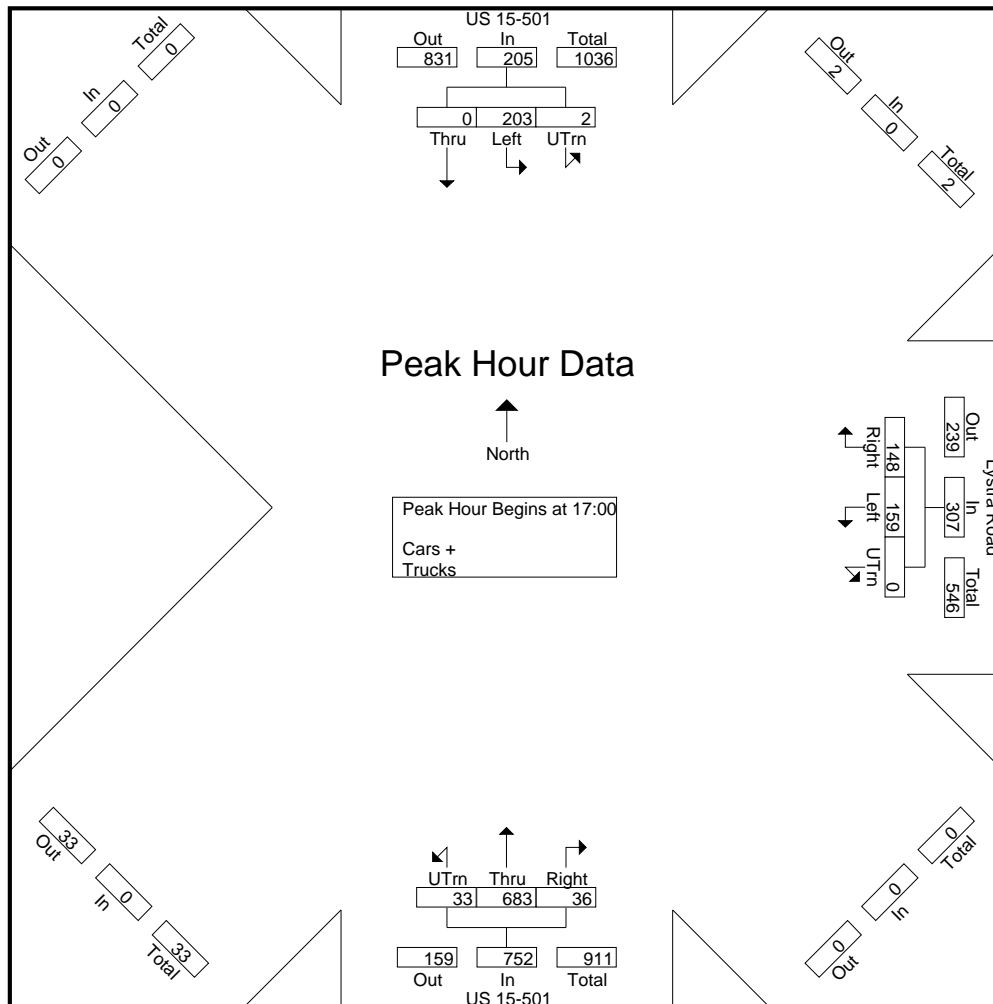 US 15-501
Out In Total
831 205 1036
0 203 2
Thru Left UTrn
Total
0
In
0
Out
0
Out
2
In
0
Total
2
Peak Hour Data
North
Peak Hour Begins at 17:00
Cars +
Trucks
Lystra Road
Out In Total
239 307 546
148 159 0
Right Left UTrn
33
Out
0
In
33
Total
UTrn Thru Right
33 683 36
159 752 911
Out In Total
US 15-501
0
Total
0
In
0
Out